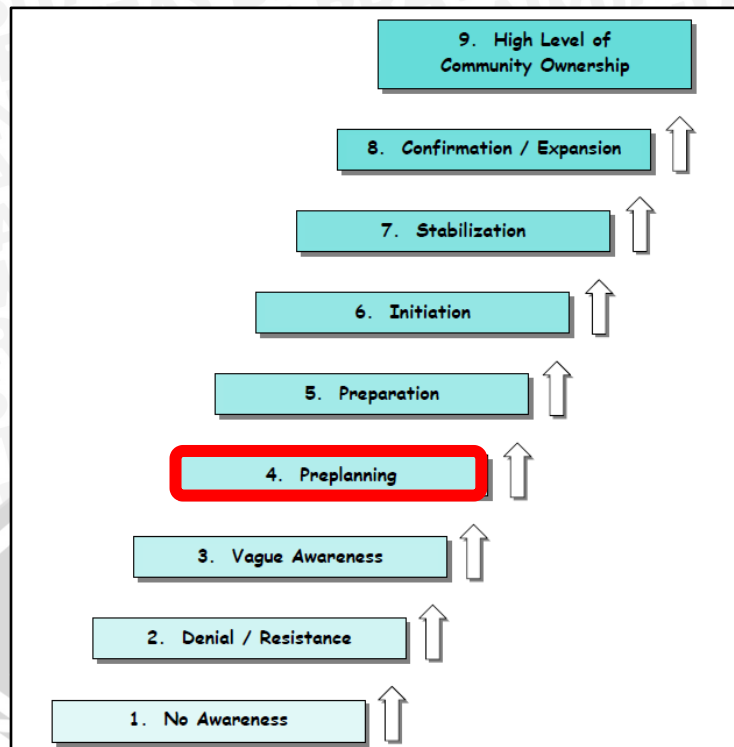 9. High Level of
Community Ownership
8. Confirmation / Expansion
7. Stabilization
6. Initiation
5. Preparation
4. Preplanning
3. Vague Awareness
2. Denial / Resistance
1. No Awareness